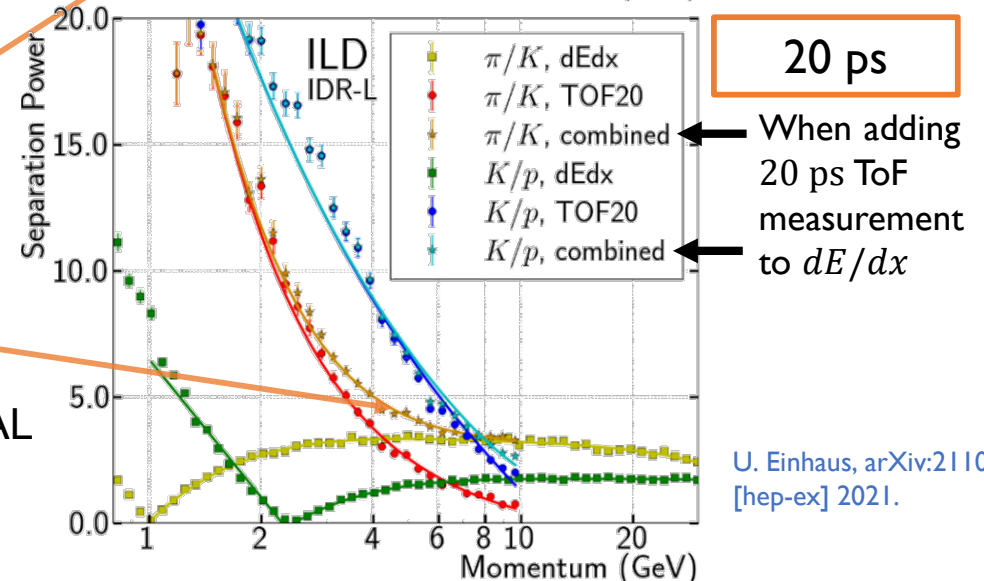 20.0
15.0
10.0
5.0
0.0
Separation Power
ILD
IDR-L
π/K, dEdx
π/K, TOF20
π/K, combined
K/p, dEdx
K/p, TOF20
K/p, combined
1 2 4 6 8 10 20
Momentum (GeV)
20 ps
When adding
20 ps ToF
measurement
to dE/dx
AL
U. Einhaus, arXiv:2110
[hep-ex] 2021.